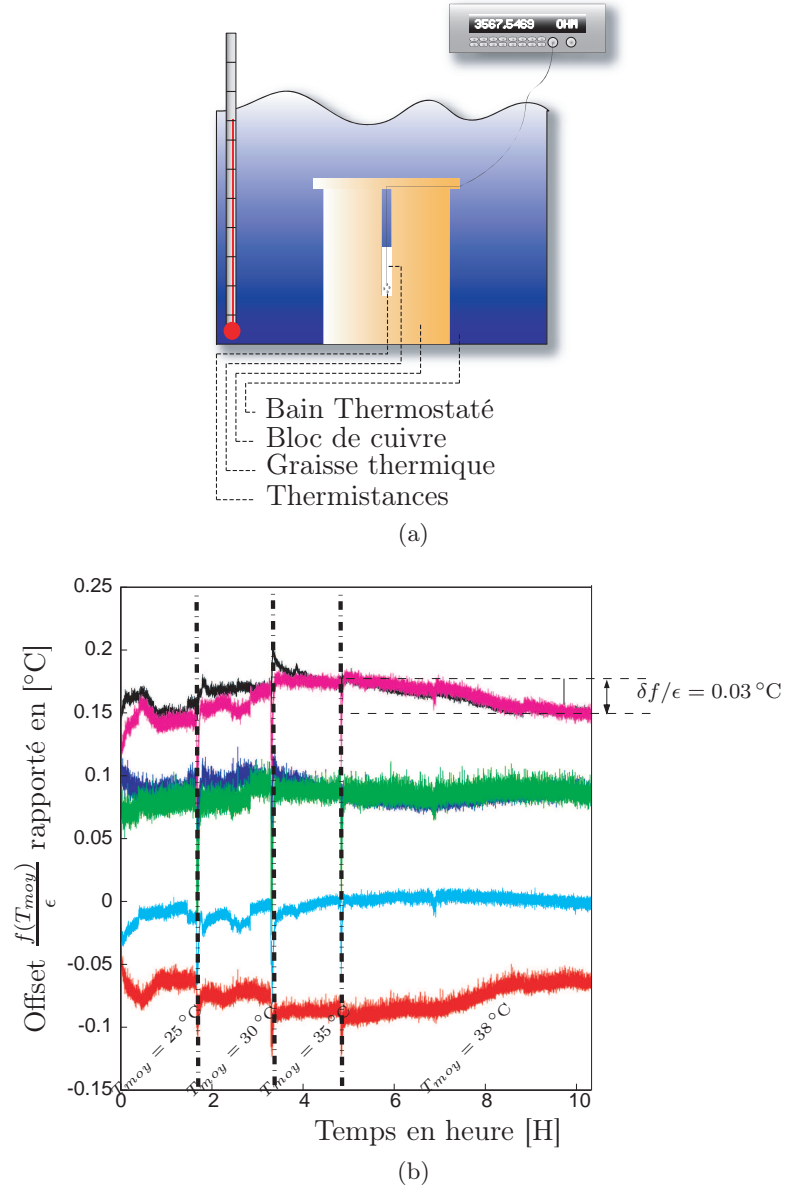 3567.5469 OHM
Bain Thermostaté
Bloc de cuivre
Graisse thermique
Thermistances
(a)
0.25
0.2
0.15
0.1
0.05
0
-0.05
-0.1
-0.15
Offset f(T_moy)/ϵ rapporté en [°C]
δf/ϵ = 0.03 °C
T_moy = 25 °C
T_moy = 30 °C
T_moy = 35 °C
T_moy = 38 °C
0 2 4 6 8 10
Temps en heure [H]
(b)